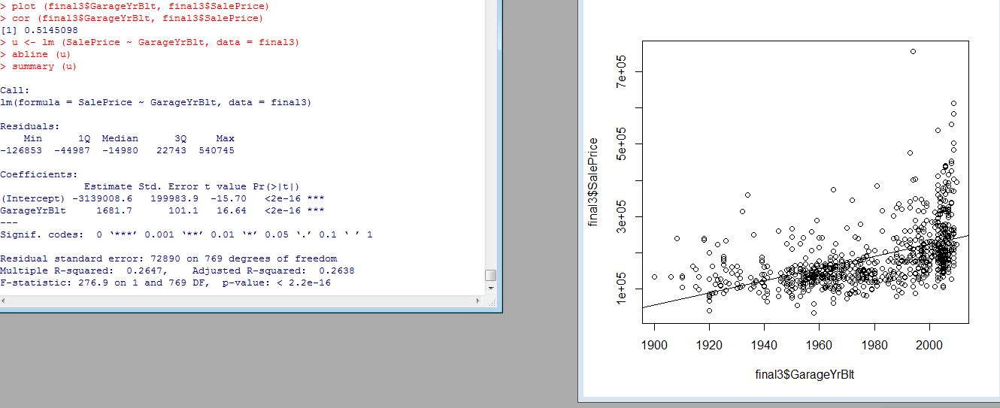 > plot (final3$GarageYrBlt, final3$SalePrice)
> cor (final3$GarageYrBlt, final3$SalePrice)
[1] 0.5145098
> u <- lm (SalePrice ~ GarageYrBlt, data = final3)
> abline (u)
> summary (u)
Call:
lm(formula = SalePrice ~ GarageYrBlt, data = final3)
Residuals:
Min 1Q Median 3Q Max
-126853 -44987 -14980 22743 540745
Coefficients:
Estimate Std. Error t value Pr(>|t|)
(Intercept) -3139008.6 199983.9 -15.70 <2e-16 ***
GarageYrBlt 1681.7 101.1 16.64 <2e-16 ***
---
Signif. codes: 0 ‘***’ 0.001 ‘**’ 0.01 ‘*’ 0.05 ‘.’ 0.1 ‘ ’ 1
Residual standard error: 72890 on 769 degrees of freedom
Multiple R-squared: 0.2647, Adjusted R-squared: 0.2638
F-statistic: 276.9 on 1 and 769 DF, p-value: < 2.2e-16
final3$SalePrice
7e+05
5e+05
3e+05
1e+05
1900 1920 1940 1960 1980 2000
final3$GarageYrBlt